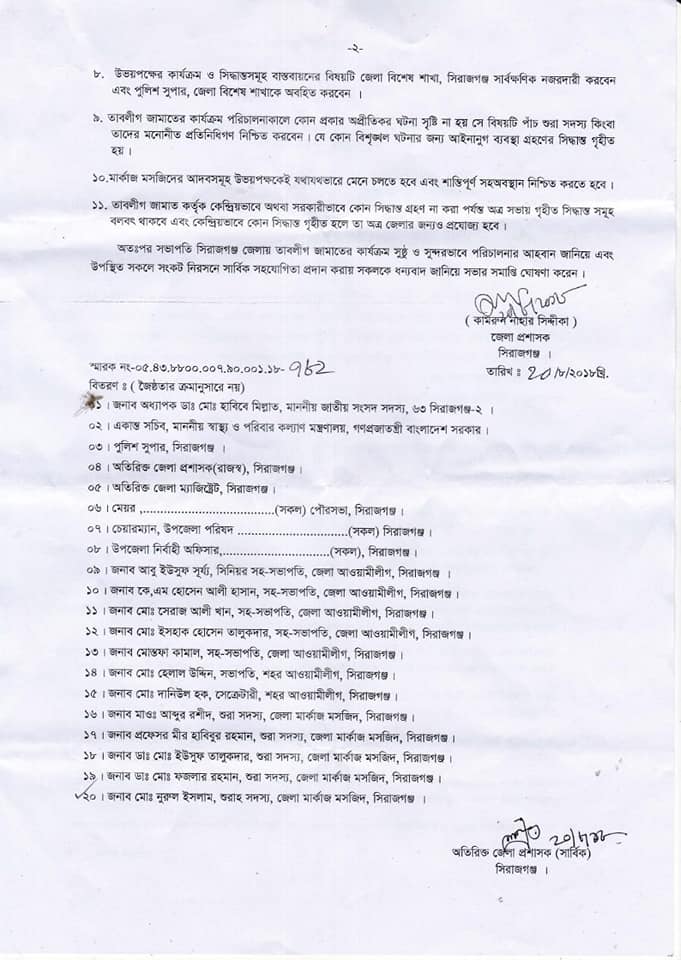 -২-
৮. উভয়পক্ষের কার্যক্রম ও সিদ্ধান্তসমূহ বাস্তবায়নের বিষয়টি জেলা বিশেষ শাখা, সিরাজগঞ্জ সার্বক্ষণিক নজরদারী করবেন
এবং পুলিশ সুপার, জেলা বিশেষ শাখাকে অবহিত করবেন ।
৯. তাবলীগ জামাতের কার্যক্রম পরিচালনাকালে কোন প্রকার অপ্রীতিকর ঘটনা সৃষ্টি না হয় সে বিষয়টি পাঁচ শুরা সদস্য কিংবা
তাদের মনোনীত প্রতিনিধিগণ নিশ্চিত করবেন। যে কোন বিশৃঙ্খল ঘটনার জন্য আইনানুগ ব্যবস্থা গ্রহণের সিদ্ধান্ত গৃহীত
হয় ।
১০.মার্কাজ মসজিদের আদবসমূহ উভয়পক্ষকেই যথাযথভারে মেনে চলতে হবে এবং শান্তিপূর্ণ সহঅবস্থান নিশ্চিত করতে হবে ।
১১. তাবলীগ জামাত কর্তৃক কেন্দ্রিয়ভাবে অথবা সরকারীভাবে কোন সিদ্ধান্ত গ্রহণ না করা পর্যন্ত অত্র সভায় গৃহীত সিদ্ধান্ত সমূহ
বলবৎ থাকবে এবং কেন্দ্রিয়ভাবে কোন সিদ্ধান্ত গৃহীত হলে তা অত্র জেলার জন্যও প্রযোজ্য হবে ।
অতঃপর সভাপতি সিরাজগঞ্জ জেলায় তাবলীগ জামাতের কার্যক্রম সুষ্ঠু ও সুন্দরভাবে পরিচালনার আহবান জানিয়ে এবং
উপস্থিত সকলে সংকট নিরসনে সার্বিক সহযোগিতা প্রদান করায় সকলকে ধন্যবাদ জানিয়ে সভার সমাপ্তি ঘোষণা করেন ।
( কামরুন নাহার সিদ্দীকা )
জেলা প্রশাসক
সিরাজগঞ্জ ।
স্মারক নং-০৫.৪৩.৮৮০০.০০৭.৯০.০০১.১৮-৭৬২
তারিখ ঃ ২০/৮/২০১৮খ্রি.
বিতরণ ঃ ( জৈষ্ঠতার ক্রমানুসারে নয়)
০১ । জনাব অধ্যাপক ডাঃ মোঃ হাবিবে মিল্লাত, মাননীয় জাতীয় সংসদ সদস্য, ৬৩ সিরাজগঞ্জ-২ ।
০২ । একান্ত সচিব, মাননীয় স্বাস্থ্য ও পরিবার কল্যাণ মন্ত্রণালয়, গণপ্রজাতন্ত্রী বাংলাদেশ সরকার ।
০৩ । পুলিশ সুপার, সিরাজগঞ্জ ।
০৪ । অতিরিক্ত জেলা প্রশাসক(রাজস্ব), সিরাজগঞ্জ ।
০৫ । অতিরিক্ত জেলা ম্যাজিষ্ট্রেট, সিরাজগঞ্জ ।
০৬ । মেয়র ,..................................(সকল) পৌরসভা, সিরাজগঞ্জ ।
০৭ । চেয়ারম্যান, উপজেলা পরিষদ ...............................(সকল) সিরাজগঞ্জ ।
০৮ । উপজেলা নির্বাহী অফিসার,..............................(সকল), সিরাজগঞ্জ ।
০৯ । জনাব আবু ইউসুফ সূর্য্য, সিনিয়র সহ-সভাপতি, জেলা আওয়ামীলীগ, সিরাজগঞ্জ ।
১০ । জনাব কে,এম হোসেন আলী হাসান, সহ-সভাপতি, জেলা আওয়ামীলীগ, সিরাজগঞ্জ ।
১১ । জনাব মোঃ সেরাজ আলী খান, সহ-সভাপতি, জেলা আওয়ামীলীগ, সিরাজগঞ্জ ।
১২ । জনাব মোঃ ইসহাক হোসেন তালুকদার, সহ-সভাপতি, জেলা আওয়ামীলীগ, সিরাজগঞ্জ ।
১৩ । জনাব মোস্তফা কামাল, সহ-সভাপতি, জেলা আওয়ামীলীগ, সিরাজগঞ্জ ।
১৪ । জনাব মোঃ হেলাল উদ্দিন, সভাপতি, শহর আওয়ামীলীগ, সিরাজগঞ্জ ।
১৫ । জনাব মোঃ দানিউল হক, সেক্রেটারী, শহর আওয়ামীলীগ, সিরাজগঞ্জ ।
১৬ । জনাব মাওঃ আব্দুর রশীদ, শুরা সদস্য, জেলা মার্কাজ মসজিদ, সিরাজগঞ্জ ।
১৭ । জনাব প্রফেসর মীর হাবিবুর রহমান, শুরা সদস্য, জেলা মার্কাজ মসজিদ, সিরাজগঞ্জ ।
১৮ । জনাব ডাঃ মোঃ ইউসুফ তালুকদার, শুরা সদস্য, জেলা মার্কাজ মসজিদ, সিরাজগঞ্জ ।
১৯ । জনাব ডাঃ মোঃ ফজলার রহমান, শুরা সদস্য, জেলা মার্কাজ মসজিদ, সিরাজগঞ্জ ।
২০ । জনাব মোঃ নুরুল ইসলাম, শুরাহ সদস্য, জেলা মার্কাজ মসজিদ, সিরাজগঞ্জ ।
২০/৮/১৮
অতিরিক্ত জেলা প্রশাসক (সার্বিক)
সিরাজগঞ্জ ।